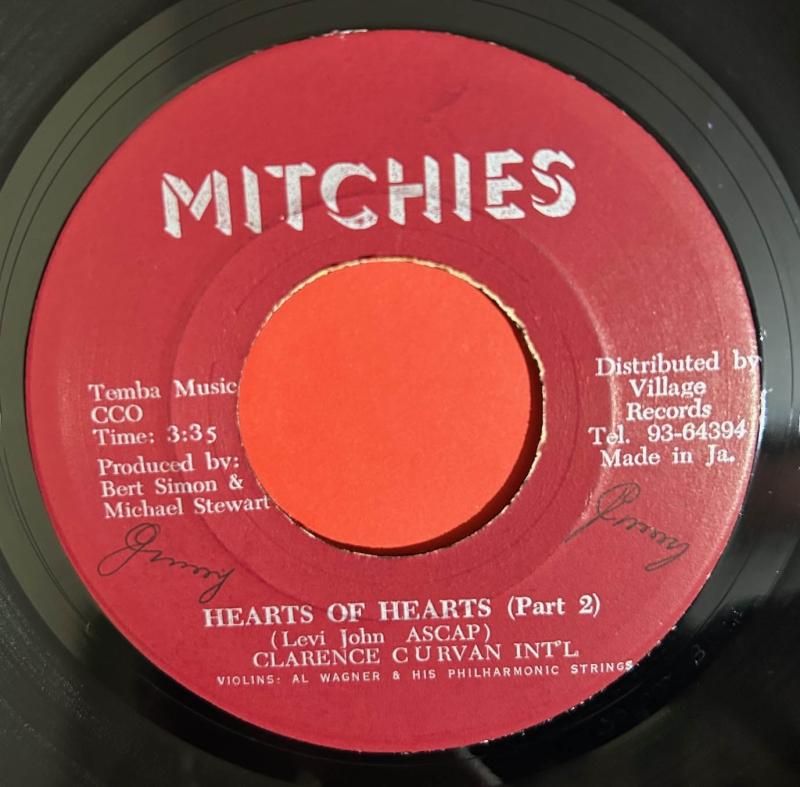 MITCHIES
Temba Music
CCO
Time: 3:35
Produced by:
Bert Simon &
Michael Stewart
Distributed by
Village
Records
Tel. 93-64394
Made in Ja.
HEARTS OF HEARTS (Part 2)
(Levi John ASCAP)
CLARENCE CURVAN INT'L
VIOLINS: AL WAGNER & HIS PHILHARMONIC STRINGS